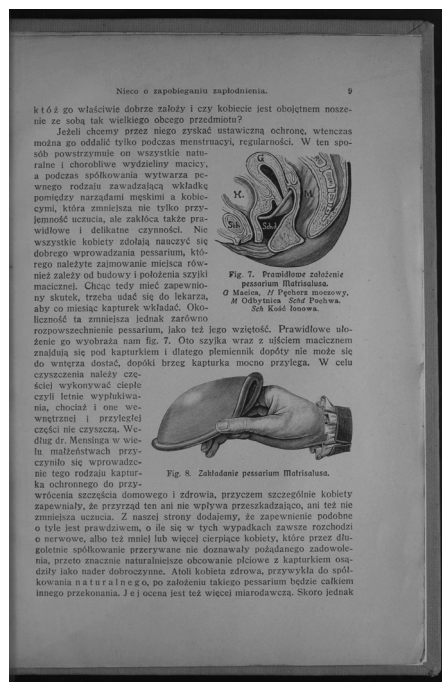 Nieco o zapobieganiu zapłodnienia. 9
któż go właściwie dobrze założy i czy kobiecie jest obojętnem nosze-
nie ze sobą tak wielkiego obcego przedmiotu?
Jeżeli chcemy przez niego zyskać ustawiczną ochronę, wtenczas
można go oddalić tylko podczas menstruacyi, regularności. W ten spo-
sób powstrzymuje on wszystkie natu-
ralne i chorobliwe wydzieliny macicy,
a podczas spółkowania wytwarza pe-
wnego rodzaju zawadzającą wkładkę
pomiędzy narządami męskimi a kobie-
cymi, która zmniejsza nie tylko przy-
jemność uczucia, ale zakłóca także pra-
widłowe i delikatne czynności. Nie
wszystkie kobiety zdołają nauczyć się
dobrego wprowadzania pessarium, któ-
rego należyte zajmowanie miejsca rów-
nież zależy od budowy i położenia szyjki
macicznej. Chcąc tedy mieć zapewnio-
ny skutek, trzeba udać się do lekarza,
aby co miesiąc kapturek wkładać. Oko-
liczność ta zmniejsza jednak zarówno
G
H.
M
Sch.
Schd
Fig. 7. Prawidłowe założenie
pessarium Matrisalusa.
G Macica, H Pęcherz moczowy,
M Odbytnica Schd Pochwa.
Sch Kość łonowa.
rozpowszechnienie pessarium, jako też jego wziętość. Prawidłowe uło-
żenie go wyobraża nam fig. 7. Oto szyjka wraz z ujściem macicznem
znajdują się pod kapturkiem i dlatego plemiennik dopóty nie może się
do wnętrza dostać, dopóki brzeg kapturka mocno przylega. W celu
czyszczenia należy czę-
ściej wykonywać ciepłe
czyli letnie wypłukiwa-
nia, chociaż i one we-
wnętrznej i przyległej
części nie czyszczą. We-
dług dr. Mensinga w wie-
lu małżeństwach przy-
czyniło się wprowadze-
nie tego rodzaju kaptur-
ka ochronnego do przy-
Fig. 8. Zakładanie pessarium Matrisalusa.
wrócenia szczęścia domowego i zdrowia, przyczem szczególnie kobiety
zapewniały, że przyrząd ten ani nie wpływa przeszkadzająco, ani też nie
zmniejsza uczucia. Z naszej strony dodajemy, że zapewnienie podobne
o tyle jest prawdziwem, o ile się w tych wypadkach zawsze rozchodzi
o nerwowe, albo też mniej lub więcej cierpiące kobiety, które przez dłu-
goletnie spółkowanie przerywane nie doznawały pożądanego zadowole-
nia, przeto znacznie naturalniejsze obcowanie płciowe z kapturkiem osą-
dziły jako nader dobroczynne. Atoli kobieta zdrowa, przywykła do spół-
kowania naturalnego, po założeniu takiego pessarium będzie całkiem
innego przekonania. Jej ocena jest też więcej miarodawczą. Skoro jednak